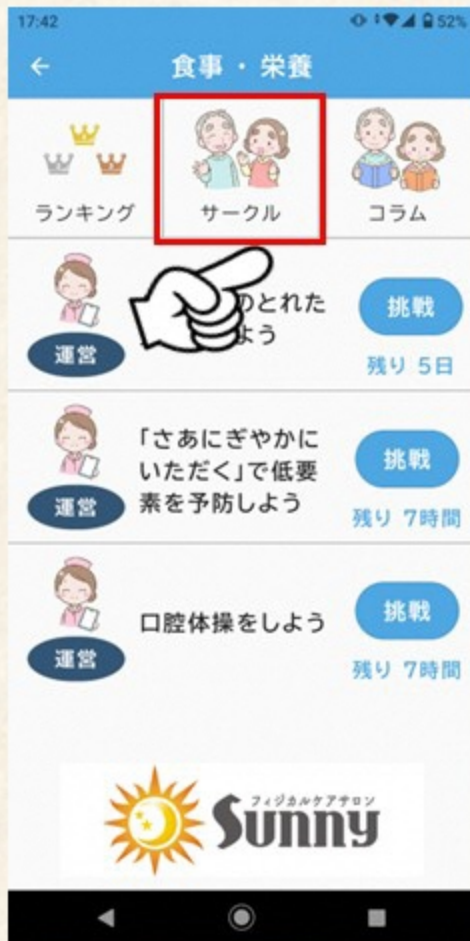 17:42
52%
食事・栄養
ランキング
サークル
コラム
のとれた
よう
挑戦
運営
残り 5日
「さあにぎやかに
いただく」で低要
素を予防しよう
挑戦
運営
残り 7時間
口腔体操をしよう
挑戦
運営
残り 7時間
フィジカルケアサロン
Sunny